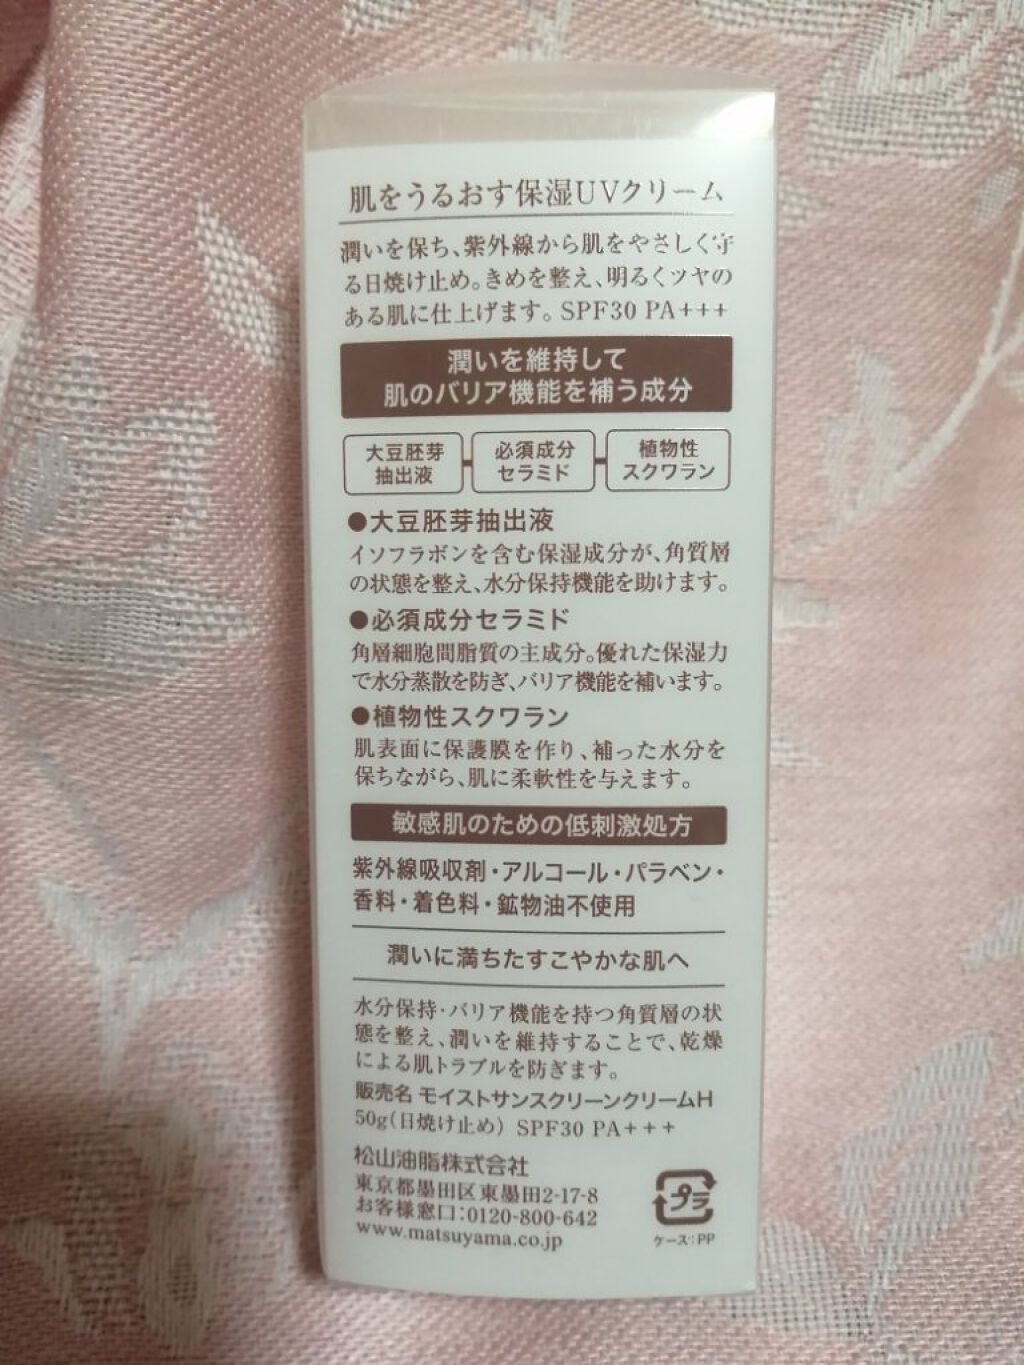 肌をうるおす保湿UVクリーム
潤いを保ち、紫外線から肌をやさしく守
る日焼け止め。きめを整え、明るくツヤの
ある肌に仕上げます。SPF30 PA+++
潤いを維持して
肌のバリア機能を補う成分
大豆胚芽
抽出液
必須成分
セラミド
植物性
スクワラン
●大豆胚芽抽出液
イソフラボンを含む保湿成分が、角質層
の状態を整え、水分保持機能を助けます。
●必須成分セラミド
角層細胞間脂質の主成分。優れた保湿力
で水分蒸散を防ぎ、バリア機能を補います。
●植物性スクワラン
肌表面に保護膜を作り、補った水分を
保ちながら、肌に柔軟性を与えます。
敏感肌のための低刺激処方
紫外線吸収剤・アルコール・パラベン・
香料・着色料・鉱物油不使用
潤いに満ちたすこやかな肌へ
水分保持・バリア機能を持つ角質層の状
態を整え、潤いを維持することで、乾燥
による肌トラブルを防ぎます。
販売名 モイストサンスクリーンクリームH
50g(日焼け止め) SPF30 PA+++
松山油脂株式会社
東京都墨田区東墨田2-17-8
お客様窓口:0120-800-642
www.matsuyama.co.jp
プラ
ケース:PP